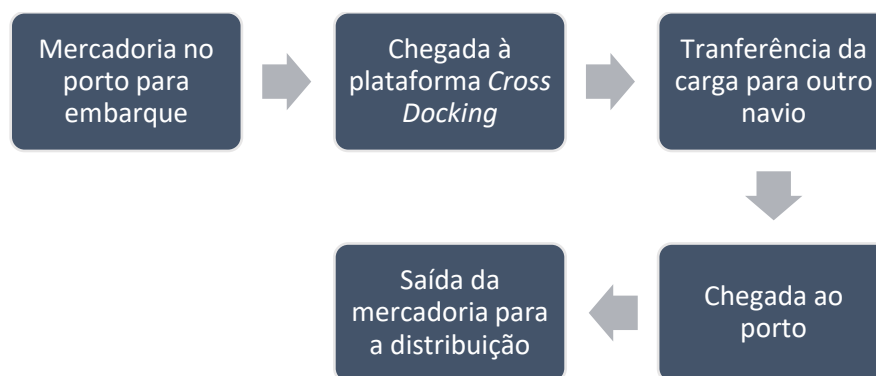 Mercadoria no
porto para
embarque
Chegada à
plataforma Cross
Docking
Tranferência da
carga para outro
navio
Chegada ao
porto
Saída da
mercadoria para
a distribuição